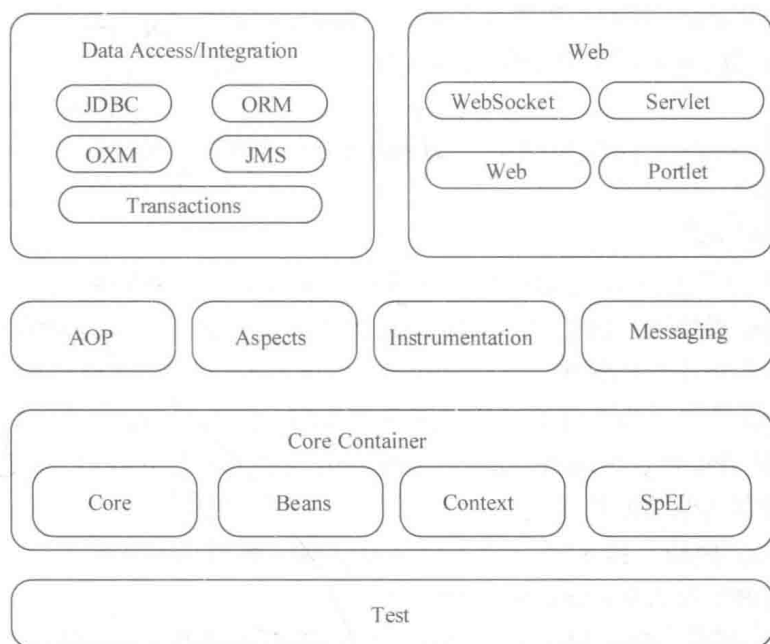 Data Access/Integration
JDBC
ORM
OXM
JMS
Transactions
Web
WebSocket
Servlet
Web
Portlet
AOP
Aspects
Instrumentation
Messaging
Core Container
Core
Beans
Context
SpEL
Test